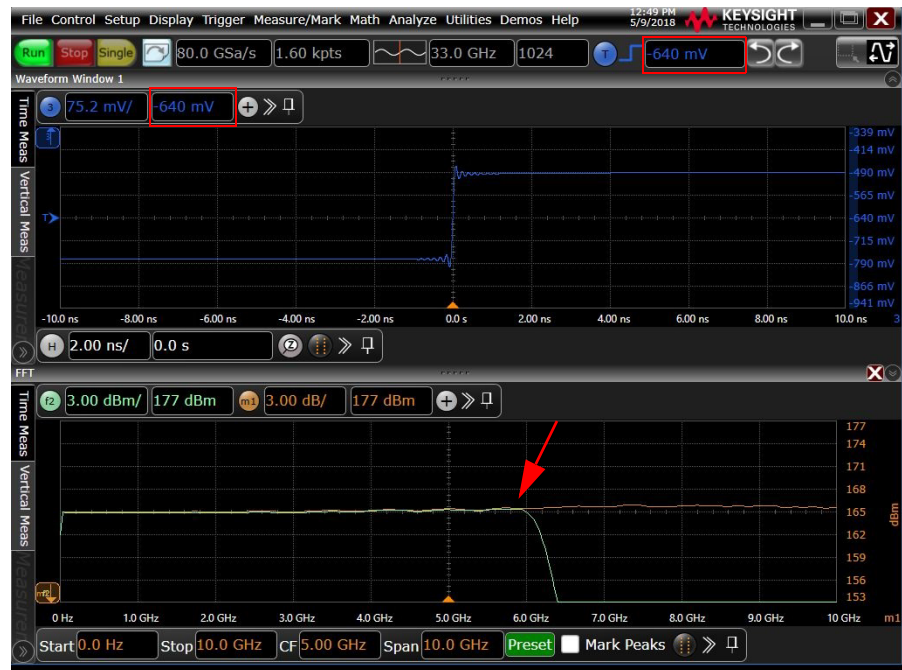 File Control Setup Display Trigger Measure/Mark Math Analyze Utilities Demos Help
12:49 PM
5/9/2018
KEYSIGHT
TECHNOLOGIES
X
Run Stop Single 80.0 GSa/s 1.60 kpts 33.0 GHz 1024 T -640 mV
Waveform Window 1
Time Meas
Vertical Meas
Measure
3 75.2 mV/ -640 mV
-339 mV
-414 mV
-490 mV
-565 mV
T -640 mV
-715 mV
-790 mV
-866 mV
-941 mV
-10.0 ns -8.00 ns -6.00 ns -4.00 ns -2.00 ns 0.0 s 2.00 ns 4.00 ns 6.00 ns 8.00 ns 10.0 ns 3
H 2.00 ns/ 0.0 s Z
FFT
X
Time Meas
Vertical Meas
Measure
f2 3.00 dBm/ 177 dBm m1 3.00 dB/ 177 dBm
177
174
171
168
165
162
159
156
153
dBm
0 Hz 1.0 GHz 2.0 GHz 3.0 GHz 4.0 GHz 5.0 GHz 6.0 GHz 7.0 GHz 8.0 GHz 9.0 GHz 10 GHz m1
Start 0.0 Hz Stop 10.0 GHz CF 5.00 GHz Span 10.0 GHz Preset Mark Peaks